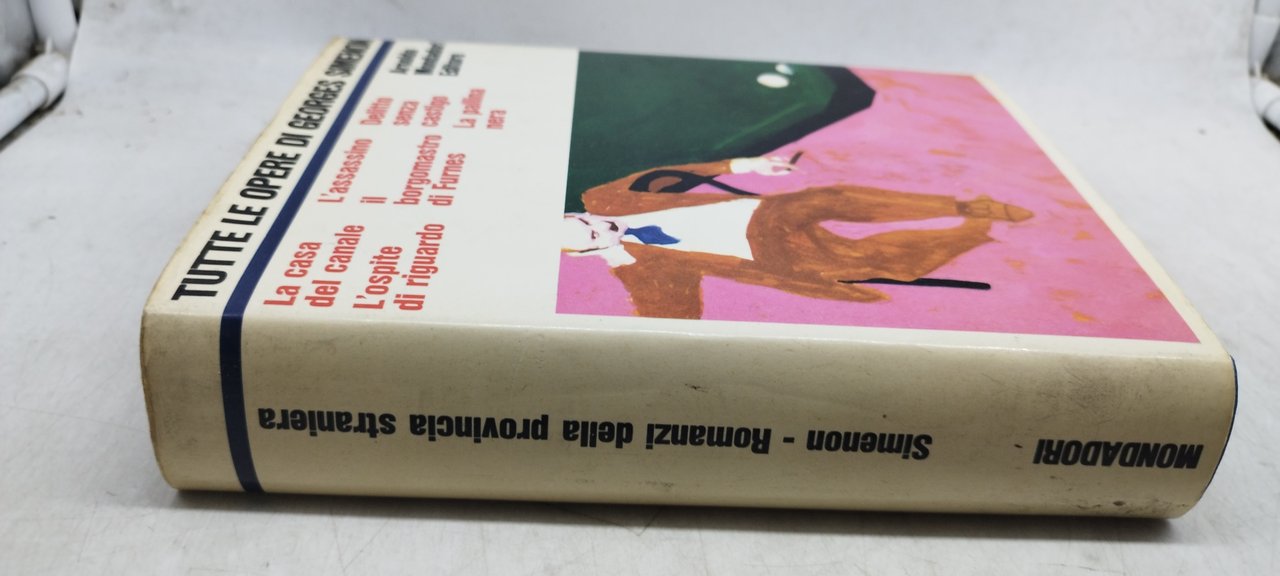 TUTTE LE OPERE DI GEORGES SIMENON
La casa
del canale
L'ospite
di riguardo
L'assassino
il
borgomastro
di Furnes
Delitto
senza
castigo
La pallina
nera
Arnoldo
Mondadori
Editore
Simenon - Romanzi della provincia straniera
MONDADORI